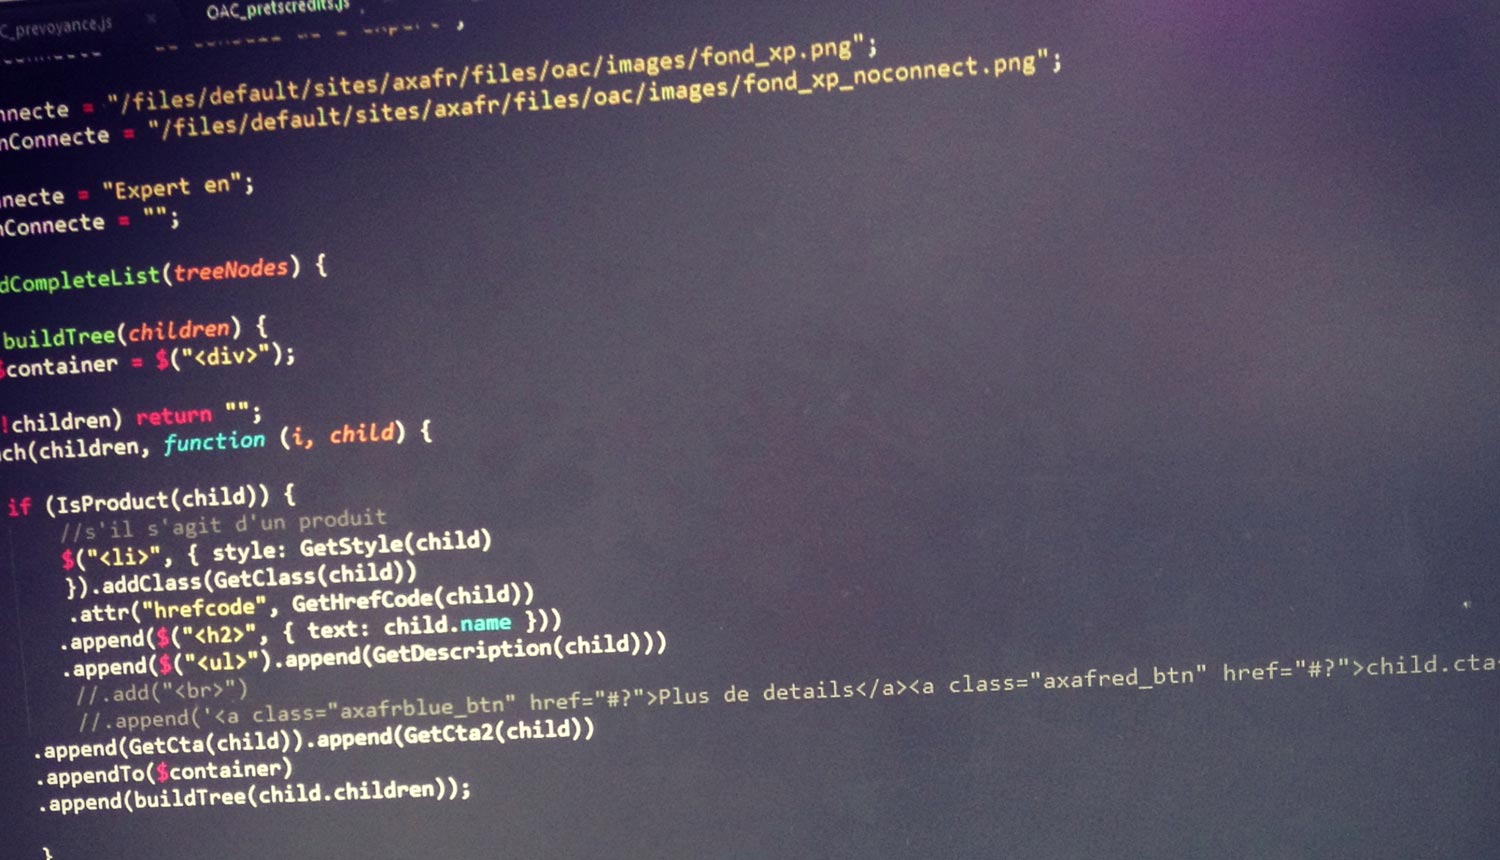 C_prevoyance.js × OAC_pretscredits.js
nnecte = "/files/default/sites/axafr/files/oac/images/fond_xp.png";
nConnecte = "/files/default/sites/axafr/files/oac/images/fond_xp_noconnect.png";
nnecte = "Expert en";
nConnecte = "";
dCompleteList(treeNodes) {
buildTree(children) {
$container = $("<div>");
!children) return "";
ch(children, function (i, child) {
if (IsProduct(child)) {
//s'il s'agit d'un produit
$("<li>", { style: GetStyle(child)
}).addClass(GetClass(child))
.attr("hrefcode", GetHrefCode(child))
.append($("<h2>", { text: child.name }))
.append($("<ul>").append(GetDescription(child)))
//.add("<br>")
//.append('<a class="axafrblue_btn" href="#?">Plus de details</a><a class="axafred_btn" href="#?">child.cta<
.append(GetCta(child)).append(GetCta2(child))
.appendTo($container)
.append(buildTree(child.children));
}